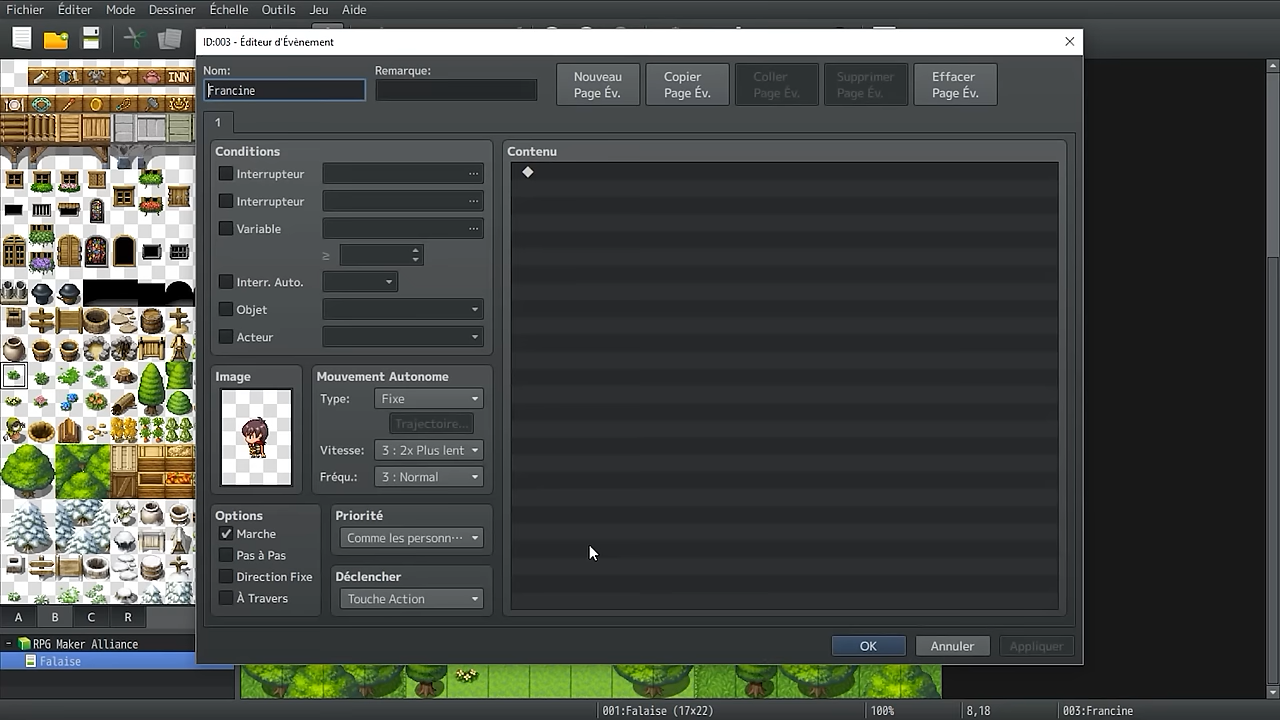 Fichier Éditer Mode Dessiner Échelle Outils Jeu Aide
ID:003 - Éditeur d'Évènement
Nom: Remarque:
Francine
Nouveau Page Év.
Copier Page Év.
Coller Page Év.
Supprimer Page Év.
Effacer Page Év.
INN
1
Conditions
Interrupteur ...
Interrupteur ...
Variable ...
≥
Interr. Auto.
Objet
Acteur
Contenu
◆
Image
Mouvement Autonome
Type: Fixe
Trajectoire...
Vitesse: 3 : 2x Plus lent
Fréqu.: 3 : Normal
Options
Marche
Pas à Pas
Direction Fixe
À Travers
Priorité
Comme les personn···
Déclencher
Touche Action
A B C R
OK Annuler Appliquer
RPG Maker Alliance
Falaise
001:Falaise (17x22) 100% 8,18 003:Francine